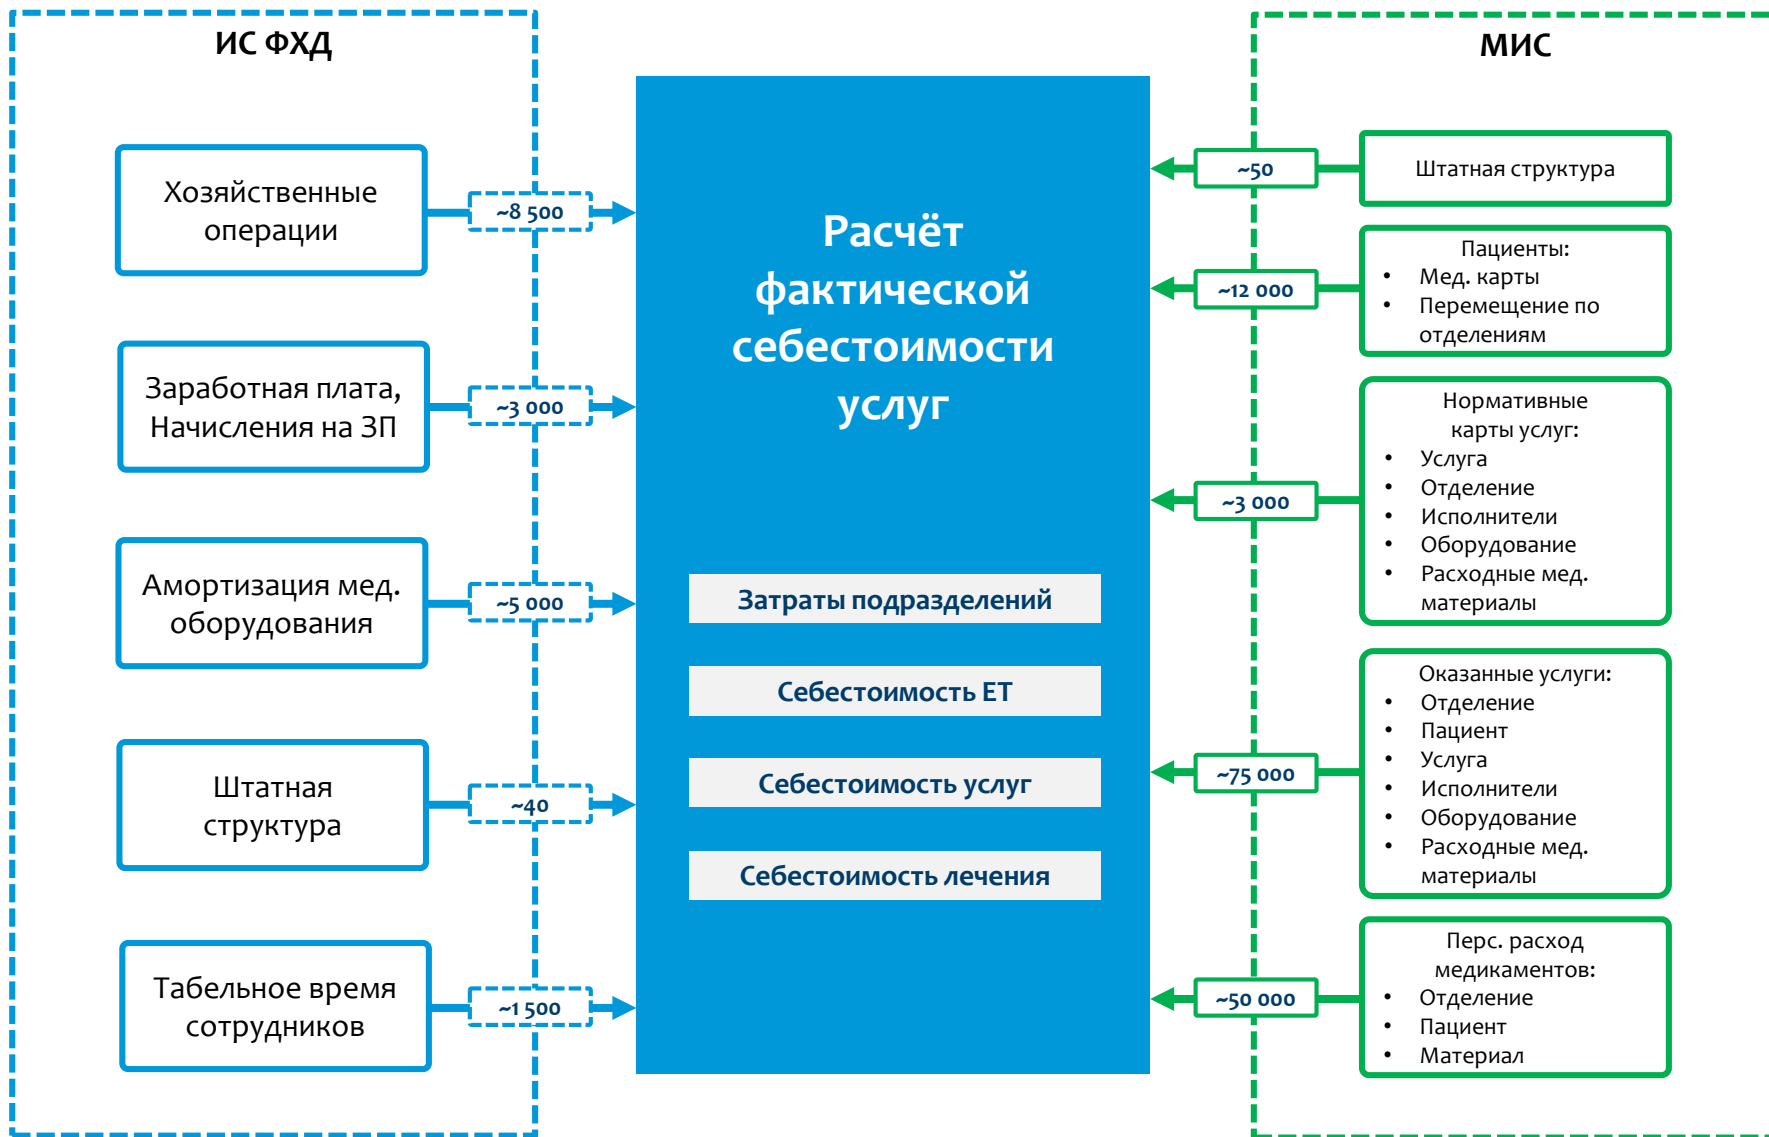 ИС ФХД
Хозяйственные
операции
~8 500
Заработная плата,
Начисления на ЗП
~3 000
Амортизация мед.
оборудования
~5 000
Штатная
структура
~40
Табельное время
сотрудников
~1 500
Расчёт
фактической
себестоимости
услуг
Затраты подразделений
Себестоимость ЕТ
Себестоимость услуг
Себестоимость лечения
МИС
~50
Штатная структура
~12 000
Пациенты:
• Мед. карты
• Перемещение по
отделениям
~3 000
Нормативные
карты услуг:
• Услуга
• Отделение
• Исполнители
• Оборудование
• Расходные мед.
материалы
~75 000
Оказанные услуги:
• Отделение
• Пациент
• Услуга
• Исполнители
• Оборудование
• Расходные мед.
материалы
~50 000
Перс. расход
медикаментов:
• Отделение
• Пациент
• Материал